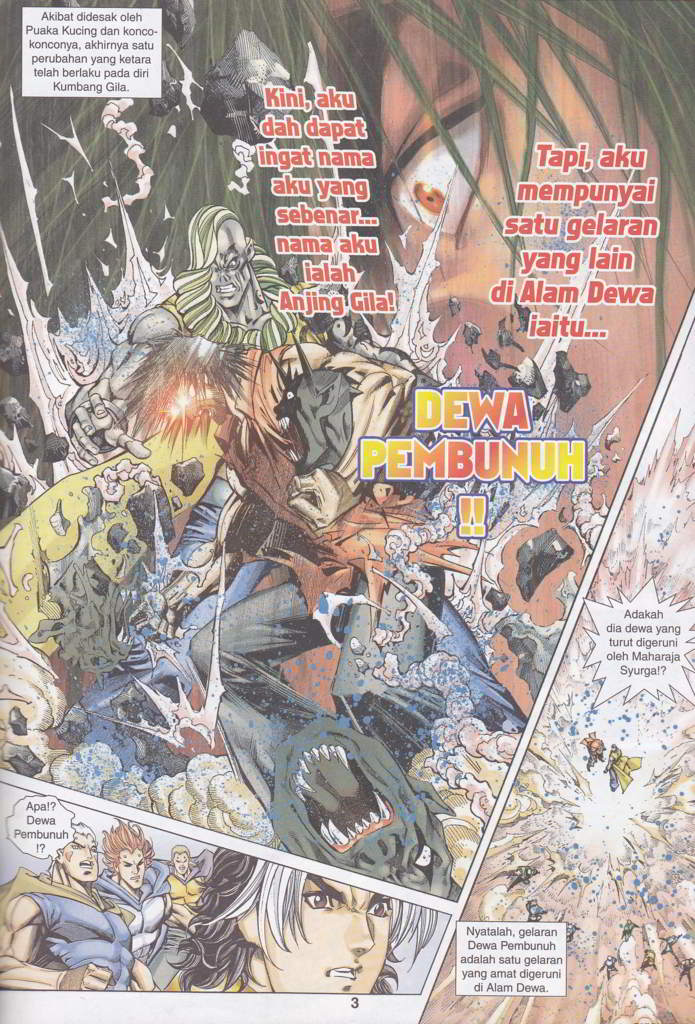 Akibat didesak oleh
Puaka Kucing dan konco-
konconya, akhirnya satu
perubahan yang ketara
telah berlaku pada diri
Kumbang Gila.
Kini, aku
dah dapat
ingat nama
aku yang
sebenar...
nama aku
ialah
Anjing Gila!
Tapi, aku
mempunyai
satu gelaran
yang lain
di Alam Dewa
iaitu...
DEWA
PEMBUNUH
!!
Adakah
dia dewa yang
turut digeruni
oleh Maharaja
Syurga!?
Apa!?
Dewa
Pembunuh
!?
Nyatalah, gelaran
Dewa Pembunuh
adalah satu gelaran
yang amat digeruni
di Alam Dewa.
3